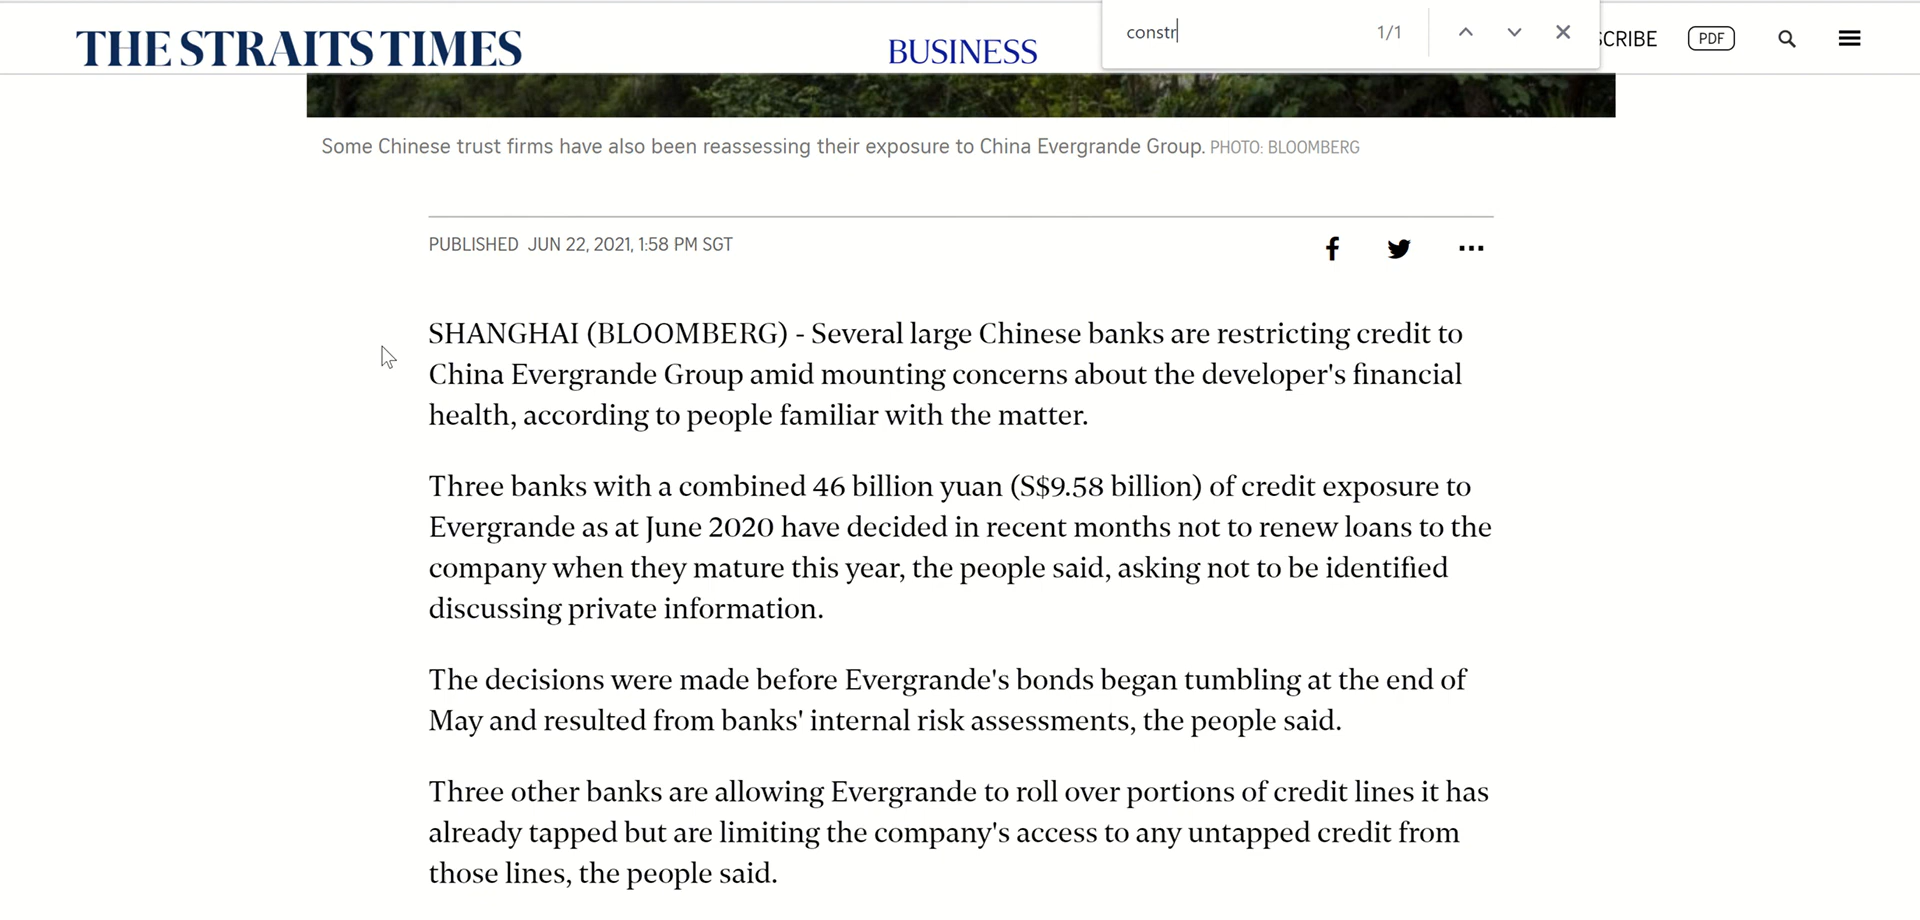 THE STRAITS TIMES
BUSINESS
constr
1/1
SCRIBE
PDF
Some Chinese trust firms have also been reassessing their exposure to China Evergrande Group. PHOTO: BLOOMBERG
PUBLISHED JUN 22, 2021, 1:58 PM SGT
SHANGHAI (BLOOMBERG) - Several large Chinese banks are restricting credit to
China Evergrande Group amid mounting concerns about the developer's financial
health, according to people familiar with the matter.
Three banks with a combined 46 billion yuan (S$9.58 billion) of credit exposure to
Evergrande as at June 2020 have decided in recent months not to renew loans to the
company when they mature this year, the people said, asking not to be identified
discussing private information.
The decisions were made before Evergrande's bonds began tumbling at the end of
May and resulted from banks' internal risk assessments, the people said.
Three other banks are allowing Evergrande to roll over portions of credit lines it has
already tapped but are limiting the company's access to any untapped credit from
those lines, the people said.